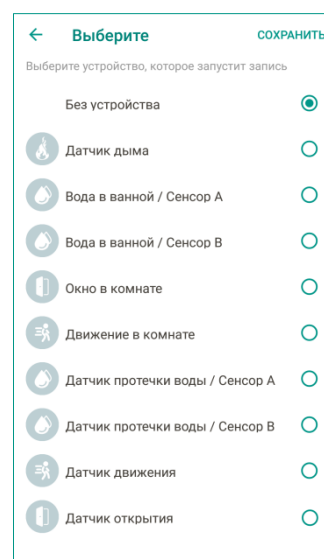 Выберите
СОХРАНИТЬ
Выберите устройство, которое запустит запись
Без устройства
Датчик дыма
Вода в ванной / Сенсор A
Вода в ванной / Сенсор B
Окно в комнате
Движение в комнате
Датчик протечки воды / Сенсор A
Датчик протечки воды / Сенсор B
Датчик движения
Датчик открытия